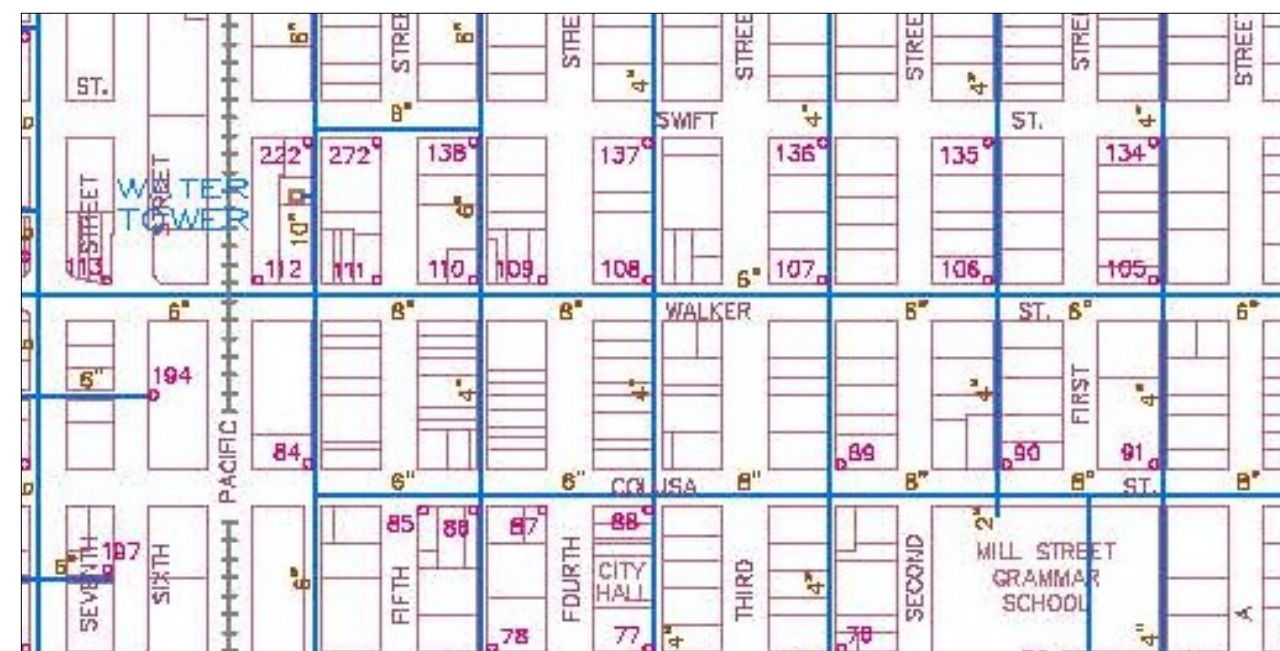 STREET
STREET
STREET
STREET
6"
6"
4"
4"
ST.
8"
4"
4"
SWIFT
ST.
222
272
138
137
136
135
134
STREET
STREET
WATER
TOWER
10"
6"
113
112
111
110
109
108
6"
107
106
105
6"
8"
8"
WALKER
6"
ST.
6"
6"
6"
194
4"
4"
4"
FIRST
4"
PACIFIC
84
89
90
91
6"
6"
COLUSA
8"
8"
8"
ST.
8"
85
86
87
88
2"
197
6"
SEVENTH
SIXTH
6"
FIFTH
FOURTH
CITY
HALL
THIRD
4"
SECOND
MILL STREET
GRAMMAR
SCHOOL
A
78
77
4"
4"